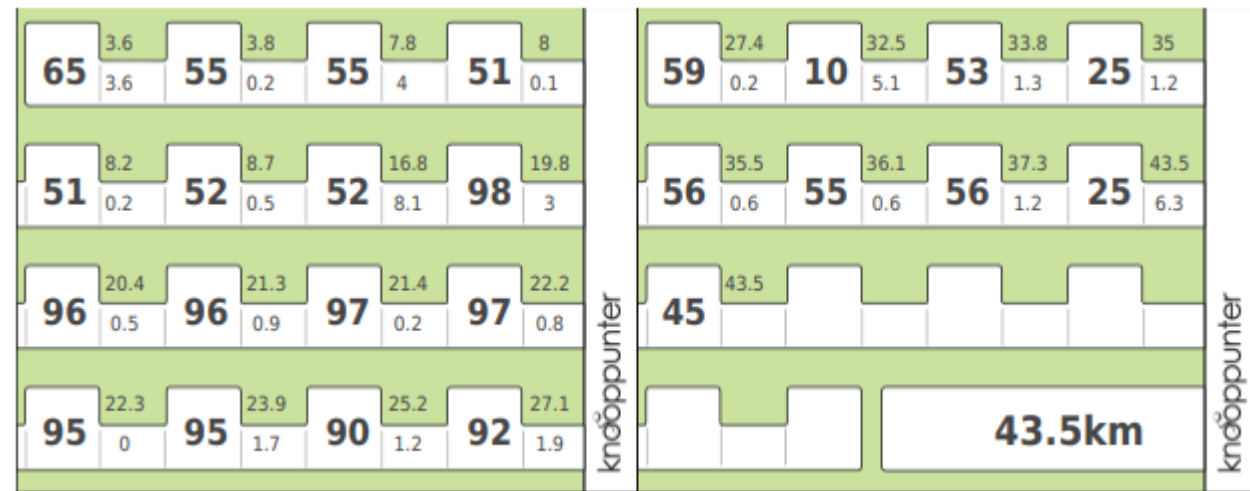 3.6 3.8 7.8 8
65 55 55 51
3.6 0.2 4 0.1
8.2 8.7 16.8 19.8
51 52 52 98
0.2 0.5 8.1 3
20.4 21.3 21.4 22.2
96 96 97 97
0.5 0.9 0.2 0.8
22.3 23.9 25.2 27.1
95 95 90 92
0 1.7 1.2 1.9
knooppunter
27.4 32.5 33.8 35
59 10 53 25
0.2 5.1 1.3 1.2
35.5 36.1 37.3 43.5
56 55 56 25
0.6 0.6 1.2 6.3
43.5
45
43.5km
knooppunter